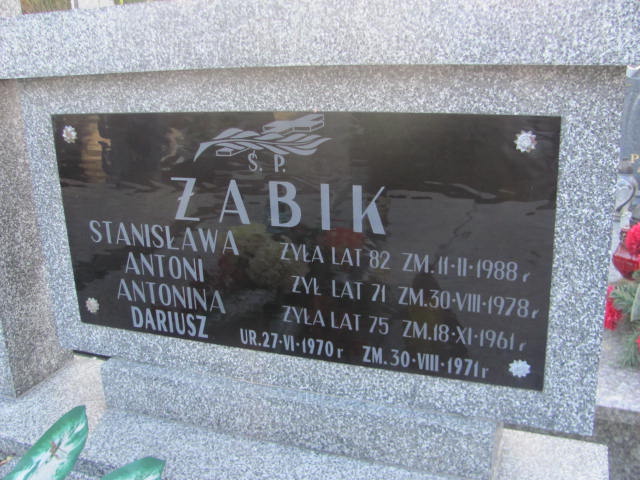 Ś. P.
ŻABIK
STANISŁAWA ŻYŁA LAT 82 ZM. 11-II-1988 r
ANTONI ŻYŁ LAT 71 ZM. 30-VIII-1978 r
ANTONINA ŻYŁA LAT 75 ZM. 18-XI-1961 r
DARIUSZ UR. 27-VI-1970 r ZM. 30-VIII-1971 r